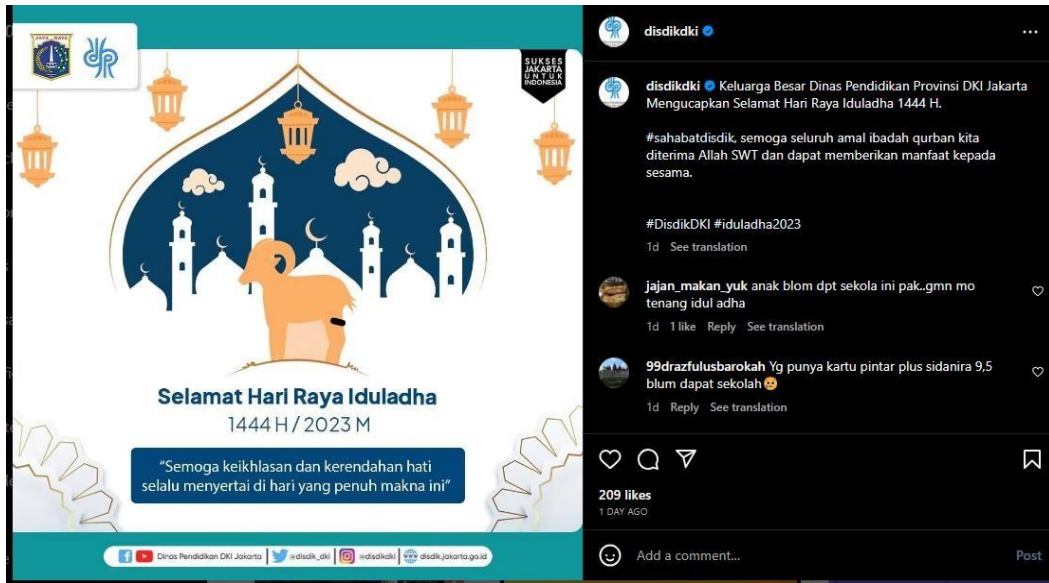 JAYA RAYA
SUKSES
JAKARTA
UNTUK
INDONESIA
Selamat Hari Raya Iduladha
1444 H / 2023 M
“Semoga keikhlasan dan kerendahan hati
selalu menyertai di hari yang penuh makna ini”
Dinas Pendidikan DKI Jakarta @disdik_dki @disdikdki disdik.jakarta.go.id
disdikdki
disdikdki Keluarga Besar Dinas Pendidikan Provinsi DKI Jakarta
Mengucapkan Selamat Hari Raya Iduladha 1444 H.
#sahabatdisdik, semoga seluruh amal ibadah qurban kita
diterima Allah SWT dan dapat memberikan manfaat kepada
sesama.
#DisdikDKI #iduladha2023
1d See translation
jajan_makan_yuk anak blom dpt sekola ini pak..gmn mo
tenang idul adha
1d 1 like Reply See translation
99drazfulusbarokah Yg punya kartu pintar plus sidanira 9,5
blum dapat sekolah😢
1d Reply See translation
209 likes
1 DAY AGO
Add a comment...
Post